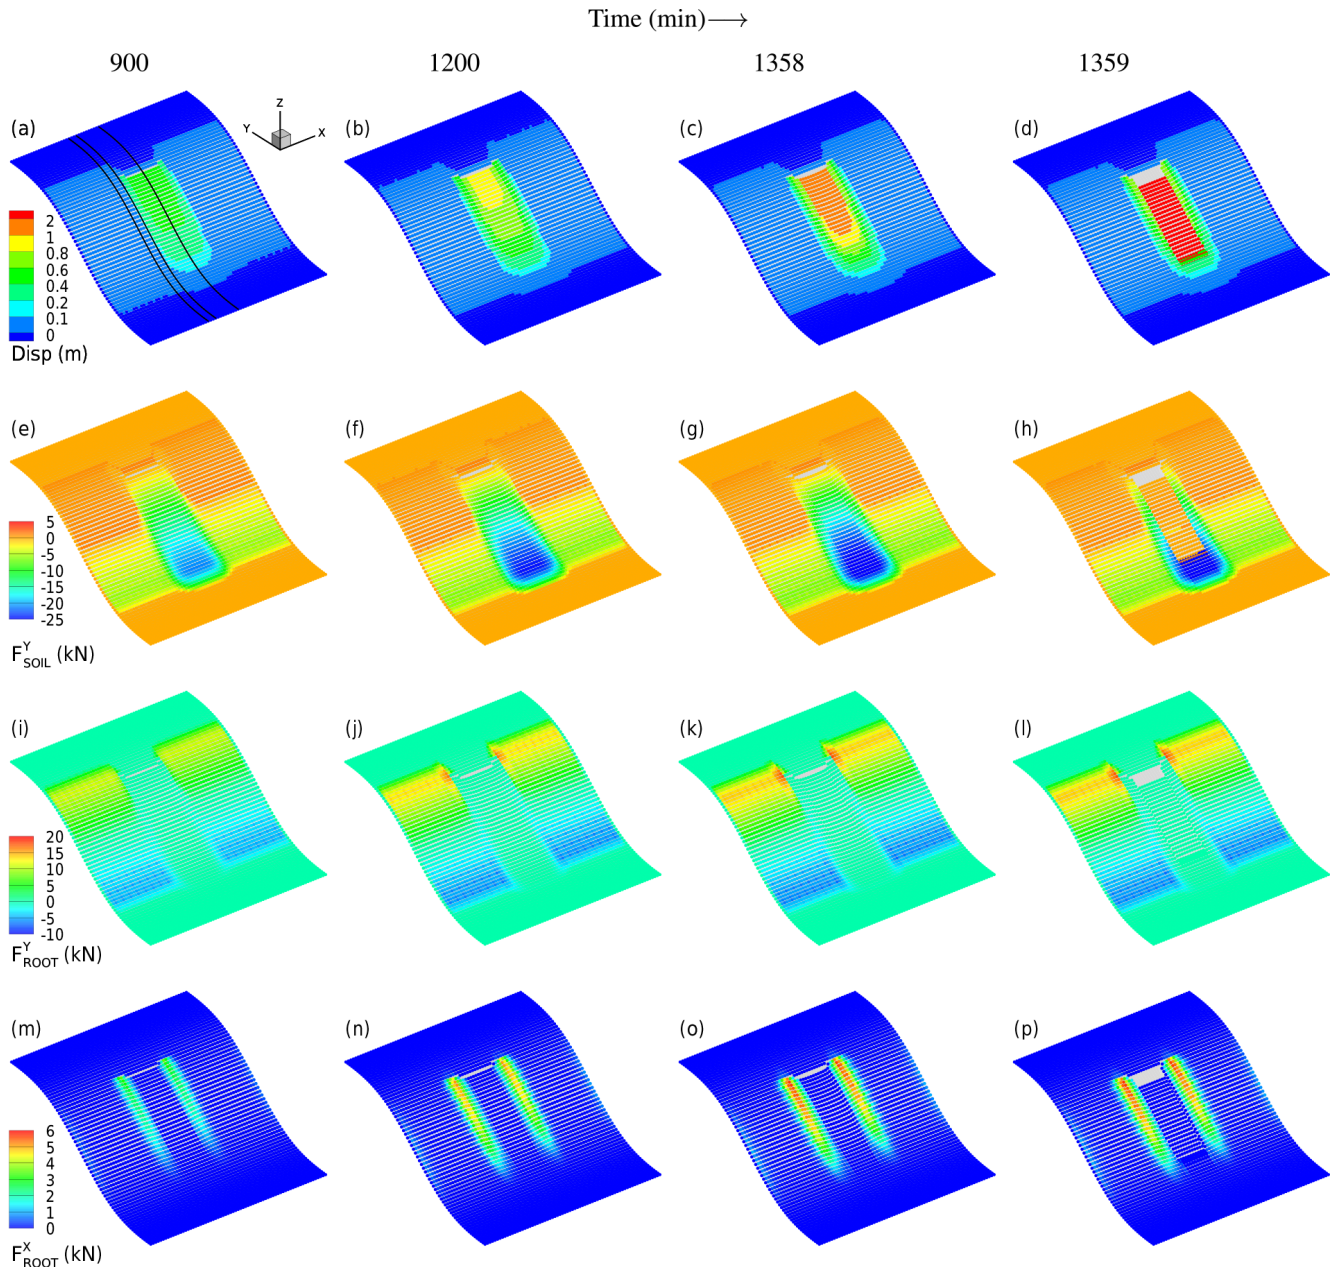 Time (min)→
900 1200 1358 1359
(a) (b) (c) (d)
Z
Y X
2
1
0.8
0.6
0.4
0.2
0.1
0
Disp (m)
(e) (f) (g) (h)
5
0
-5
-10
-15
-20
-25
F^Y_SOIL (kN)
(i) (j) (k) (l)
20
15
10
5
0
-5
-10
F^Y_ROOT (kN)
(m) (n) (o) (p)
6
5
4
3
2
1
0
F^X_ROOT (kN)